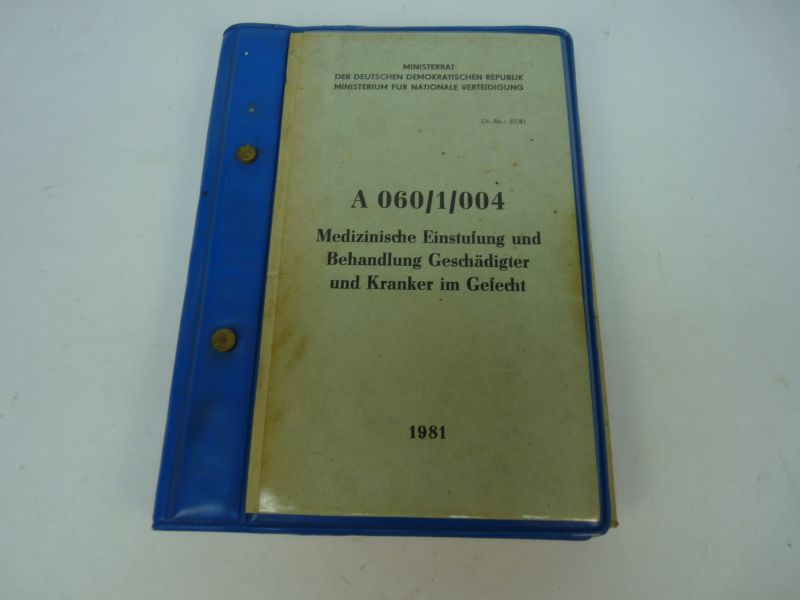 MINISTERRAT
DER DEUTSCHEN DEMOKRATISCHEN REPUBLIK
MINISTERIUM FUR NATIONALE VERTEIDIGUNG
Lit.-Nr.: 37/81
A 060/1/004
Medizinische Einstufung und
Behandlung Geschädigter
und Kranker im Gefecht
1981